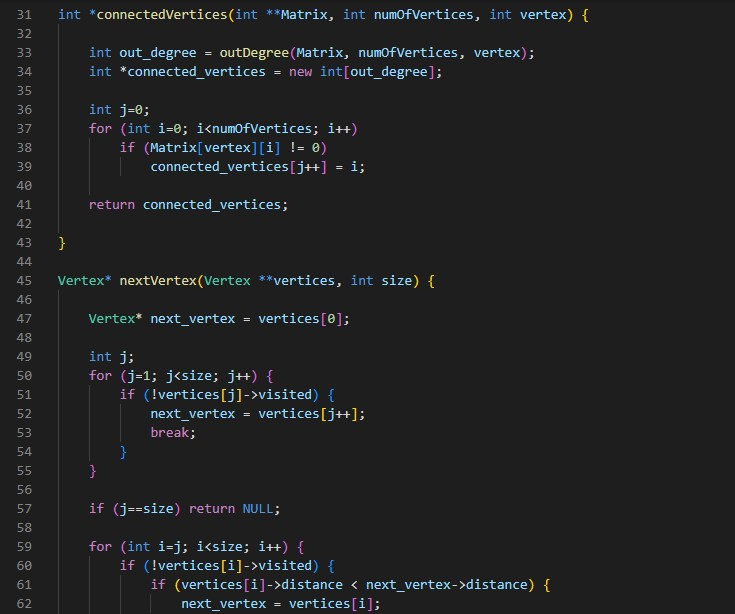 31 int *connectedVertices(int **Matrix, int numOfVertices, int vertex) {
32
33 int out_degree = outDegree(Matrix, numOfVertices, vertex);
34 int *connected_vertices = new int[out_degree];
35
36 int j=0;
37 for (int i=0; i<numOfVertices; i++)
38 if (Matrix[vertex][i] != 0)
39 connected_vertices[j++] = i;
40
41 return connected_vertices;
42
43 }
44
45 Vertex* nextVertex(Vertex **vertices, int size) {
46
47 Vertex* next_vertex = vertices[0];
48
49 int j;
50 for (j=1; j<size; j++) {
51 if (!vertices[j]->visited) {
52 next_vertex = vertices[j++];
53 break;
54 }
55 }
56
57 if (j==size) return NULL;
58
59 for (int i=j; i<size; i++) {
60 if (!vertices[i]->visited) {
61 if (vertices[i]->distance < next_vertex->distance) {
62 next_vertex = vertices[i];